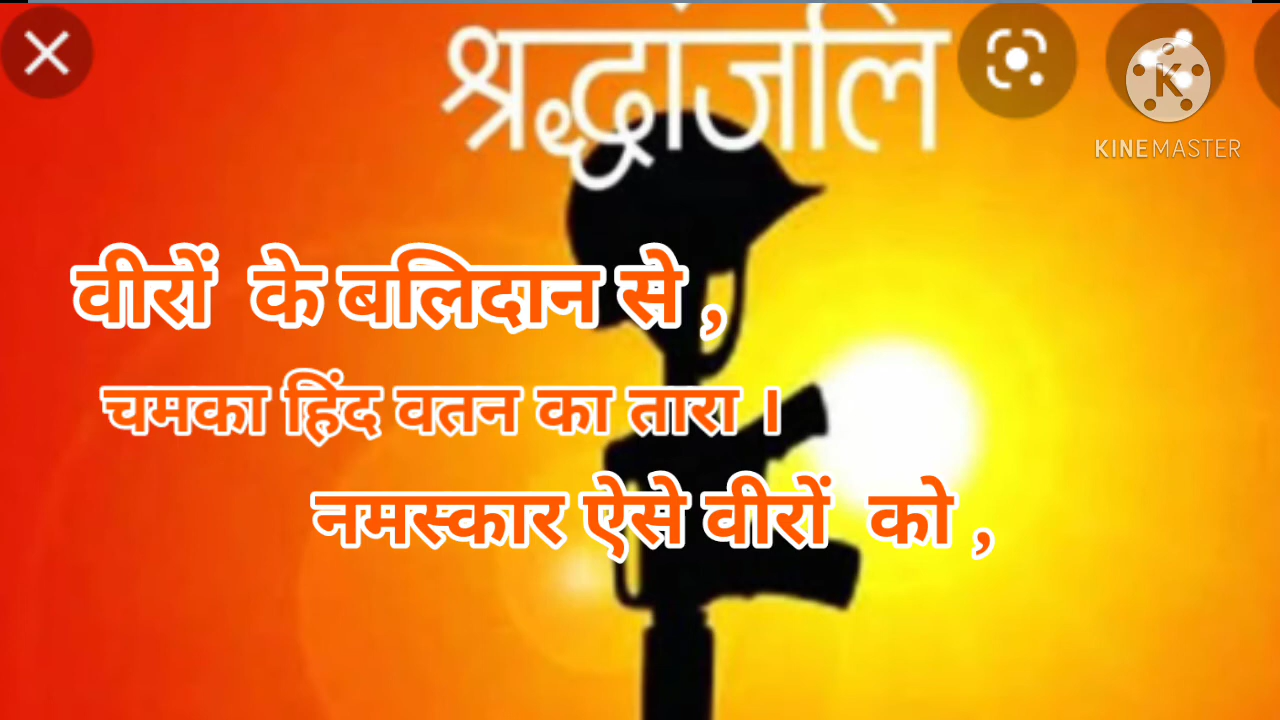 श्रद्धांजलि
KINEMASTER
वीरों के बलिदान से ,
चमका हिंद वतन का तारा ।
नमस्कार ऐसे वीरों को ,